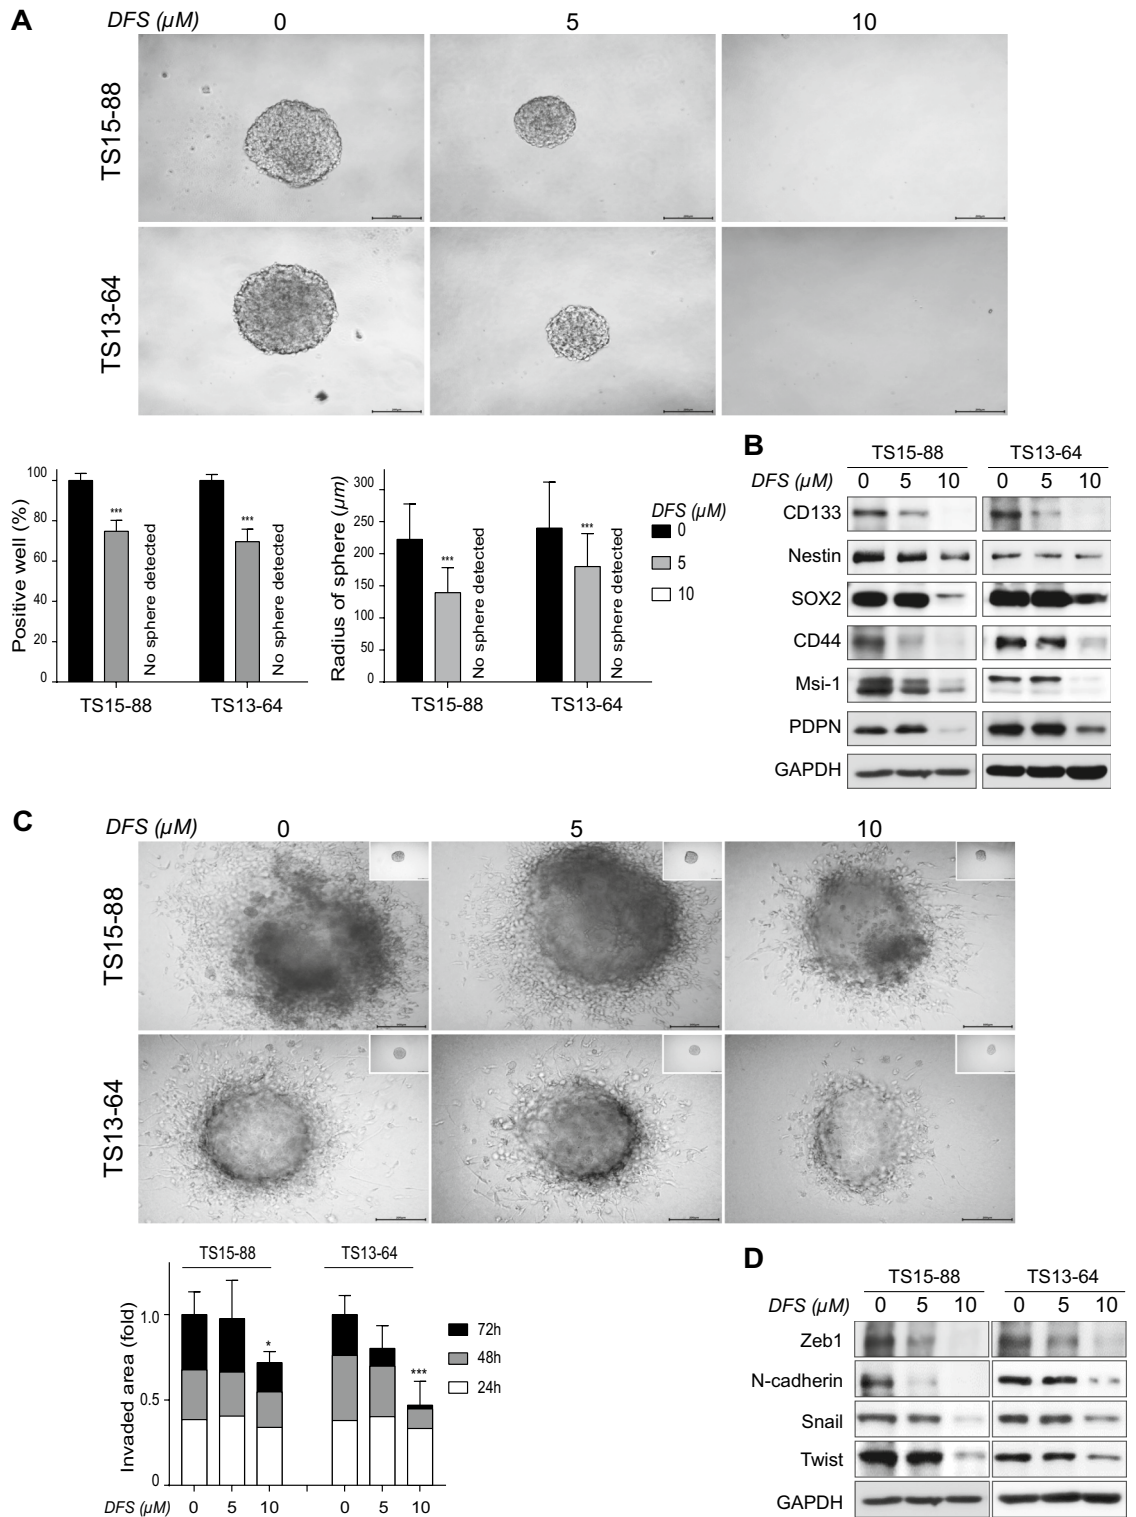 A
DFS (µM) 0 5 10
TS15-88
TS13-64
Positive well (%)
100
80
60
40
20
0
***
No sphere detected
***
No sphere detected
TS15-88 TS13-64
Radius of sphere (µm)
300
250
200
150
100
50
0
***
No sphere detected
***
No sphere detected
TS15-88 TS13-64
DFS (µM)
0
5
10
B
TS15-88 TS13-64
DFS (µM) 0 5 10 0 5 10
CD133
Nestin
SOX2
CD44
Msi-1
PDPN
GAPDH
C
DFS (µM) 0 5 10
TS15-88
TS13-64
TS15-88 TS13-64
Invaded area (fold)
1.0
0.5
0
*
***
72h
48h
24h
DFS (µM) 0 5 10 0 5 10
D
TS15-88 TS13-64
DFS (µM) 0 5 10 0 5 10
Zeb1
N-cadherin
Snail
Twist
GAPDH